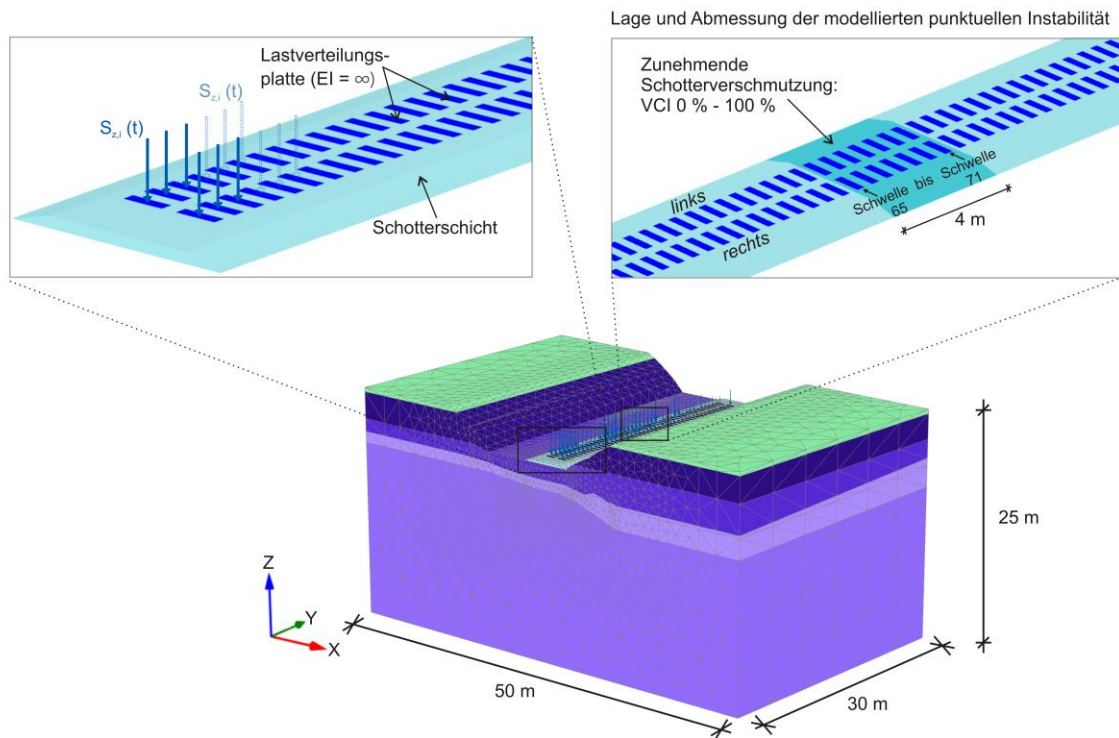 Lage und Abmessung der modellierten punktuellen Instabilität
Lastverteilungs-
platte (EI = ∞)
S_z,i (t)
S_z,i (t)
Schotterschicht
Zunehmende
Schotterverschmutzung:
VCI 0 % - 100 %
links
rechts
Schwelle bis Schwelle
65 71
4 m
Z
Y
X
25 m
50 m
30 m